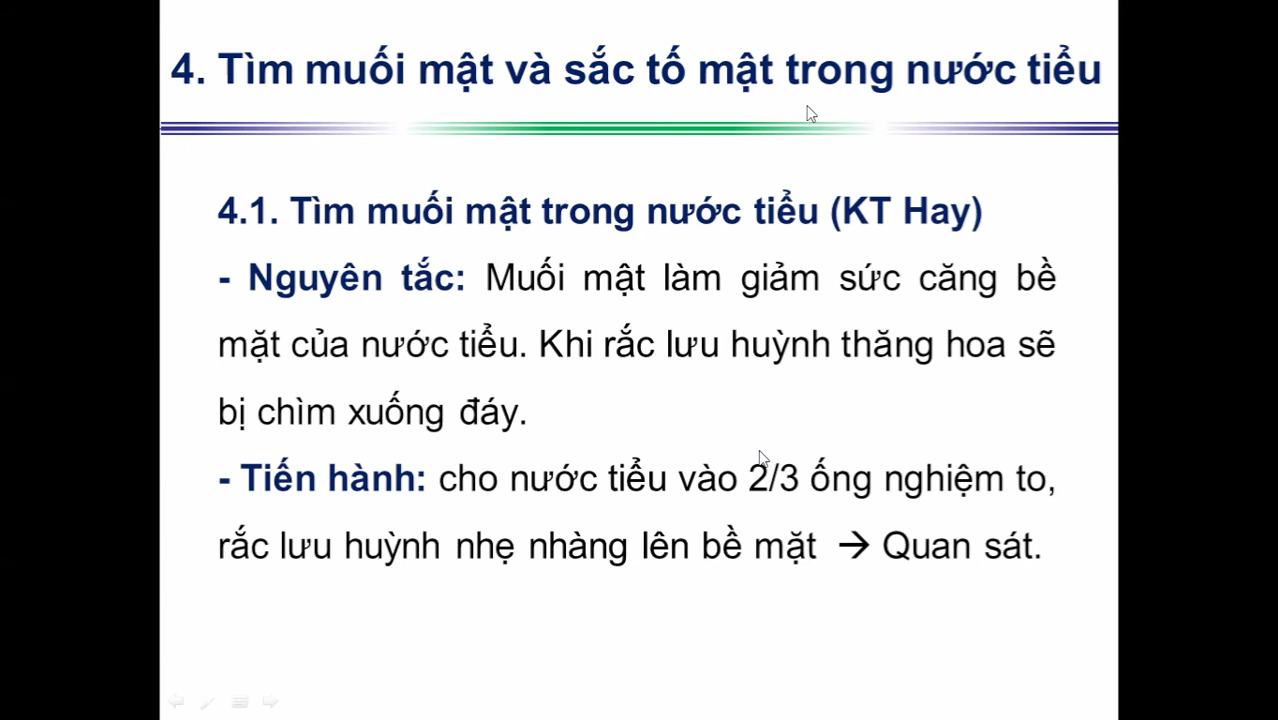 4. Tìm muối mật và sắc tố mật trong nước tiểu
4.1. Tìm muối mật trong nước tiểu (KT Hay)
- Nguyên tắc: Muối mật làm giảm sức căng bề
mặt của nước tiểu. Khi rắc lưu huỳnh thăng hoa sẽ
bị chìm xuống đáy.
- Tiến hành: cho nước tiểu vào 2/3 ống nghiệm to,
rắc lưu huỳnh nhẹ nhàng lên bề mặt → Quan sát.